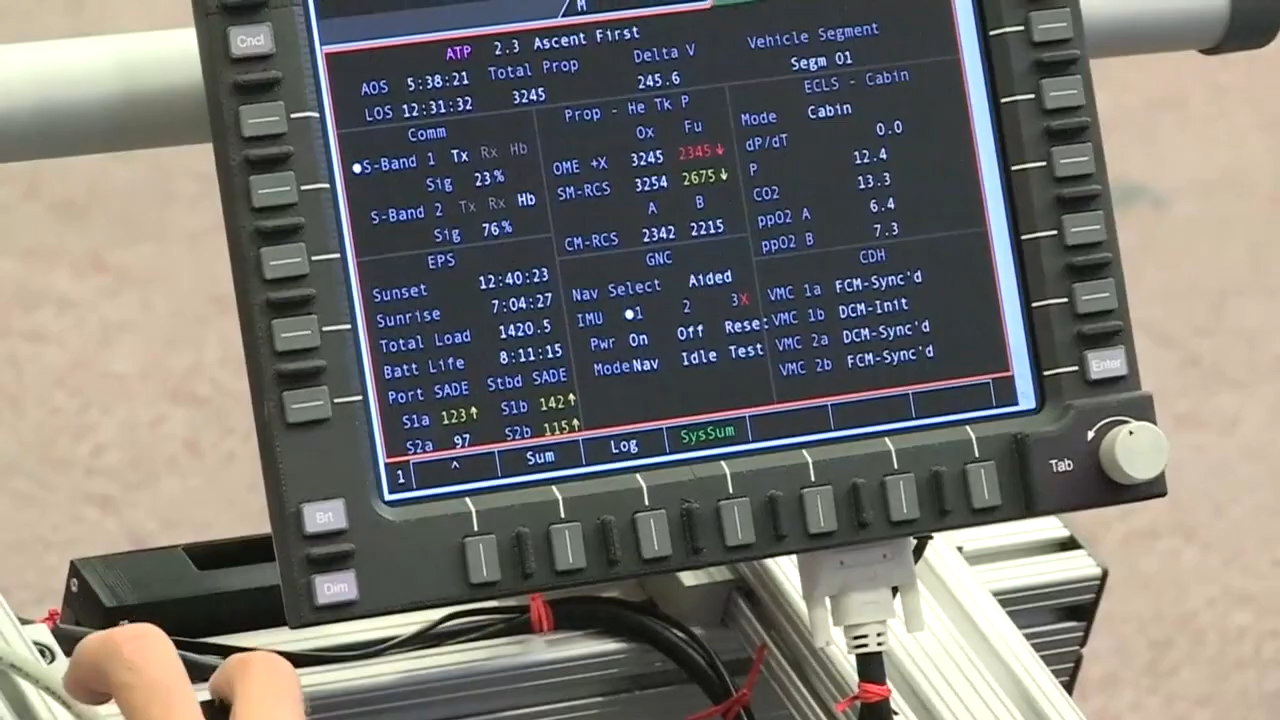 M
Cncl
ATP 2.3 Ascent First
AOS 5:38:21 Total Prop Delta V Vehicle Segment
LOS 12:31:32 3245 245.6 Segm 01
Comm
S-Band 1 Tx Rx Hb
Sig 23%
S-Band 2 Tx Rx Hb
Sig 76%
Prop - He Tk P
Ox Fu
OME +X 3245 2345↓
SM-RCS 3254 2675↓
A B
CM-RCS 2342 2215
ECLS - Cabin
Mode Cabin
dP/dT 0.0
P 12.4
CO2 13.3
ppO2 A 6.4
ppO2 B 7.3
EPS
Sunset 12:40:23
Sunrise 7:04:27
Total Load 1420.5
Batt Life 8:11:15
Port SADE Stbd SADE
S1a 123↑ S1b 142↑
S2a 97 S2b 115↑
GNC
Nav Select Aided
IMU 1 2 3X
Pwr On Off Reset
Mode Nav Idle Test
CDH
VMC 1a FCM-Sync'd
VMC 1b DCM-Init
VMC 2a DCM-Sync'd
VMC 2b FCM-Sync'd
1 ^ Sum Log SysSum
Enter
Tab
Brt
Dim